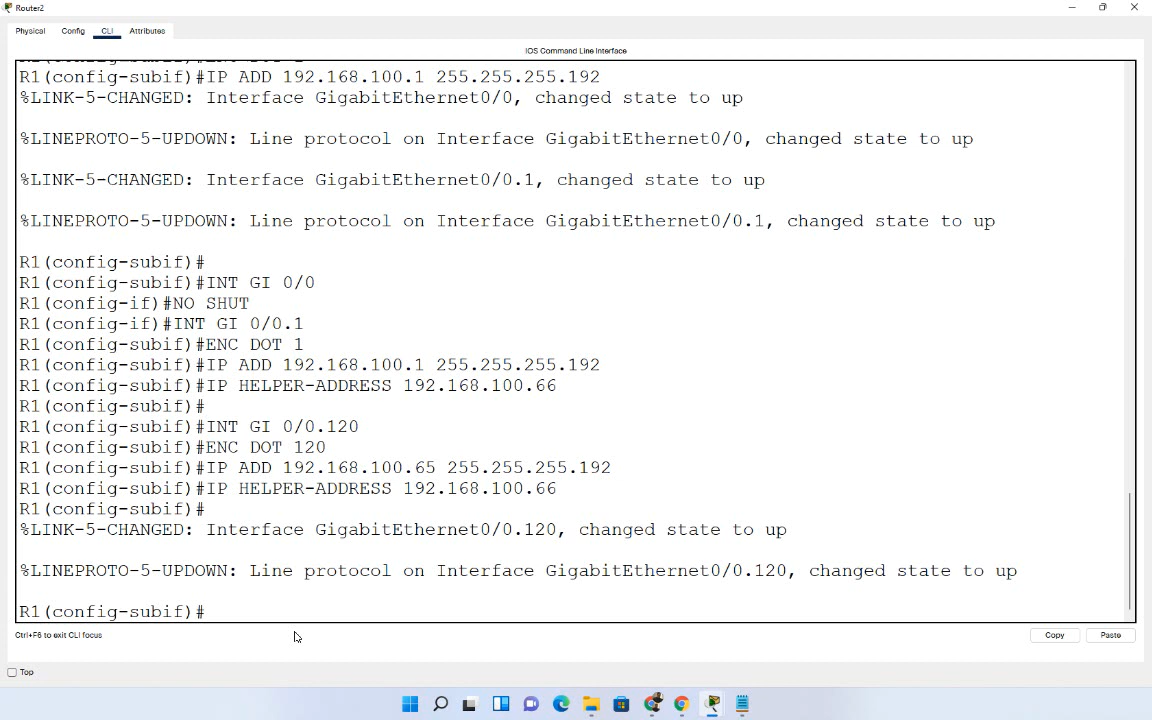 Router2
Physical Config CLI Attributes
IOS Command Line Interface
R1(config-subif)#IP ADD 192.168.100.1 255.255.255.192
%LINK-5-CHANGED: Interface GigabitEthernet0/0, changed state to up
%LINEPROTO-5-UPDOWN: Line protocol on Interface GigabitEthernet0/0, changed state to up
%LINK-5-CHANGED: Interface GigabitEthernet0/0.1, changed state to up
%LINEPROTO-5-UPDOWN: Line protocol on Interface GigabitEthernet0/0.1, changed state to up
R1(config-subif)#
R1(config-subif)#INT GI 0/0
R1(config-if)#NO SHUT
R1(config-if)#INT GI 0/0.1
R1(config-subif)#ENC DOT 1
R1(config-subif)#IP ADD 192.168.100.1 255.255.255.192
R1(config-subif)#IP HELPER-ADDRESS 192.168.100.66
R1(config-subif)#
R1(config-subif)#INT GI 0/0.120
R1(config-subif)#ENC DOT 120
R1(config-subif)#IP ADD 192.168.100.65 255.255.255.192
R1(config-subif)#IP HELPER-ADDRESS 192.168.100.66
R1(config-subif)#
%LINK-5-CHANGED: Interface GigabitEthernet0/0.120, changed state to up
%LINEPROTO-5-UPDOWN: Line protocol on Interface GigabitEthernet0/0.120, changed state to up
R1(config-subif)#
Ctrl+F6 to exit CLI focus
Copy Paste
Top